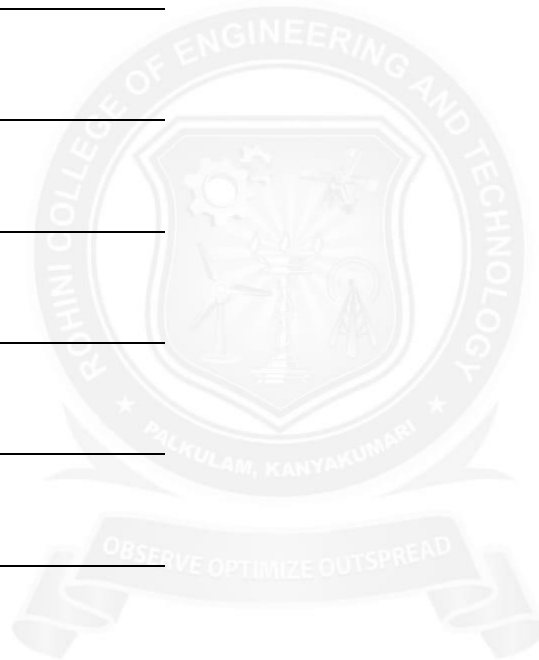 ROHINI COLLEGE OF ENGINEERING AND TECHNOLOGY
PALKULAM, KANYAKUMARI
OBSERVE OPTIMIZE OUTSPREAD